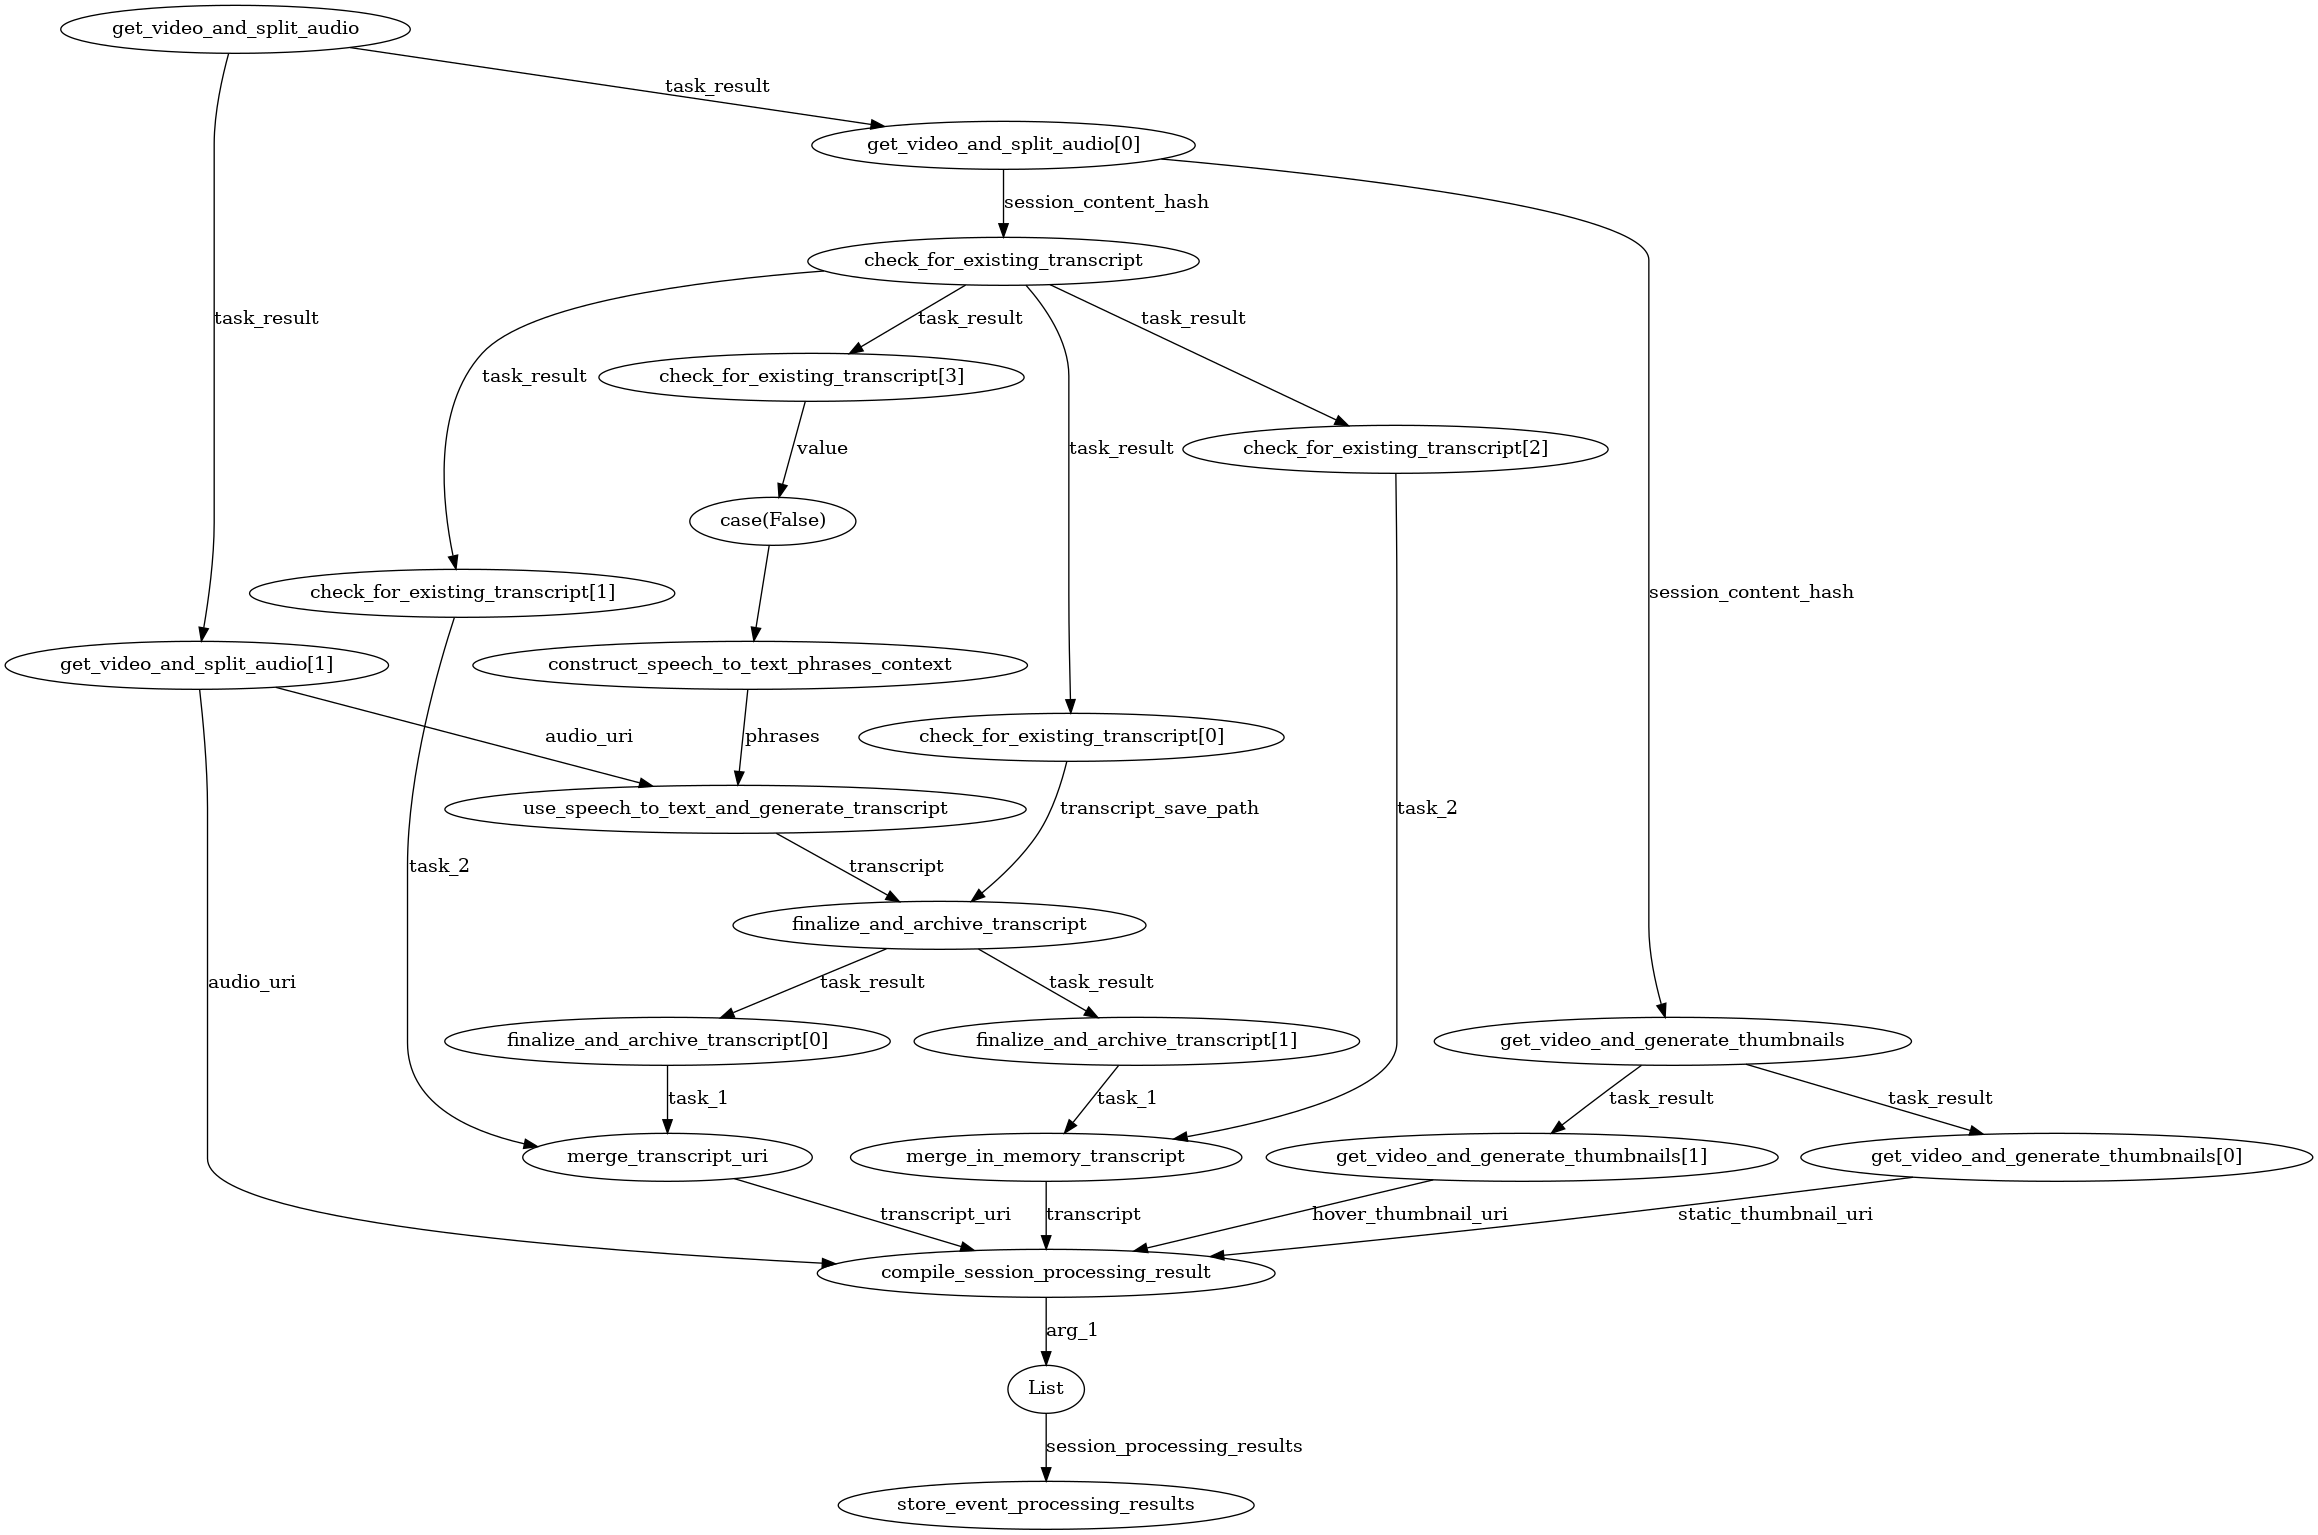 get_video_and_split_audio
task_result
get_video_and_split_audio[0]
session_content_hash
check_for_existing_transcript
task_result
task_result
task_result
task_result
check_for_existing_transcript[3]
task_result
value
task_result
check_for_existing_transcript[2]
case(False)
check_for_existing_transcript[1]
session_content_hash
get_video_and_split_audio[1]
construct_speech_to_text_phrases_context
audio_uri
phrases
check_for_existing_transcript[0]
use_speech_to_text_and_generate_transcript
transcript_save_path
task_2
task_2
transcript
finalize_and_archive_transcript
audio_uri
task_result
task_result
finalize_and_archive_transcript[0]
finalize_and_archive_transcript[1]
get_video_and_generate_thumbnails
task_1
task_1
task_result
task_result
merge_transcript_uri
merge_in_memory_transcript
get_video_and_generate_thumbnails[1]
get_video_and_generate_thumbnails[0]
transcript_uri
transcript
hover_thumbnail_uri
static_thumbnail_uri
compile_session_processing_result
arg_1
List
session_processing_results
store_event_processing_results